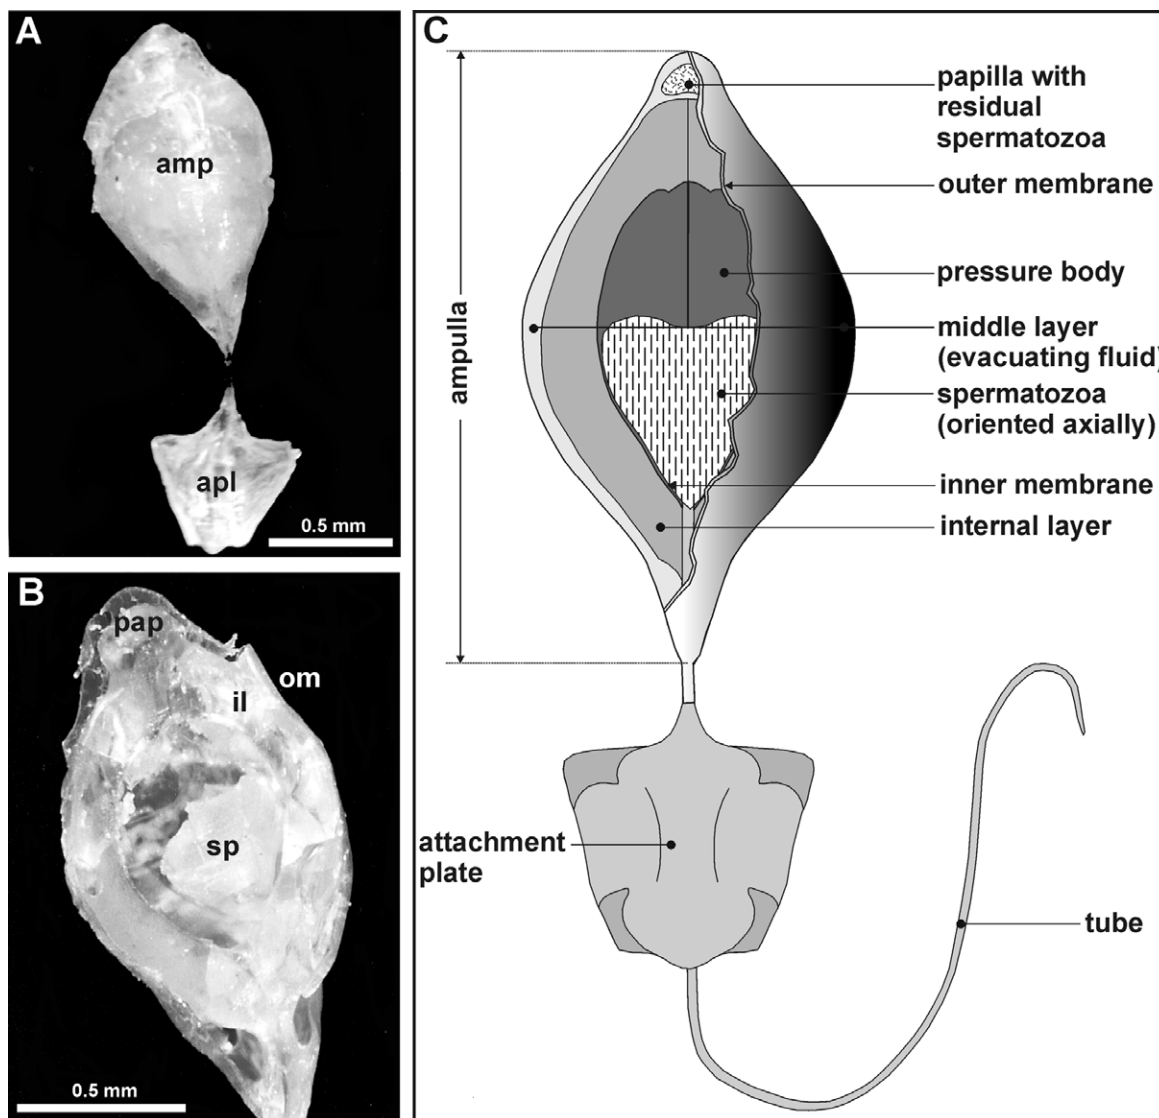 A
amp
apl
0.5 mm
B
pap
om
il
sp
0.5 mm
C
papilla with
residual
spermatozoa
outer membrane
pressure body
middle layer
(evacuating fluid)
spermatozoa
(oriented axially)
inner membrane
internal layer
ampulla
attachment
plate
tube